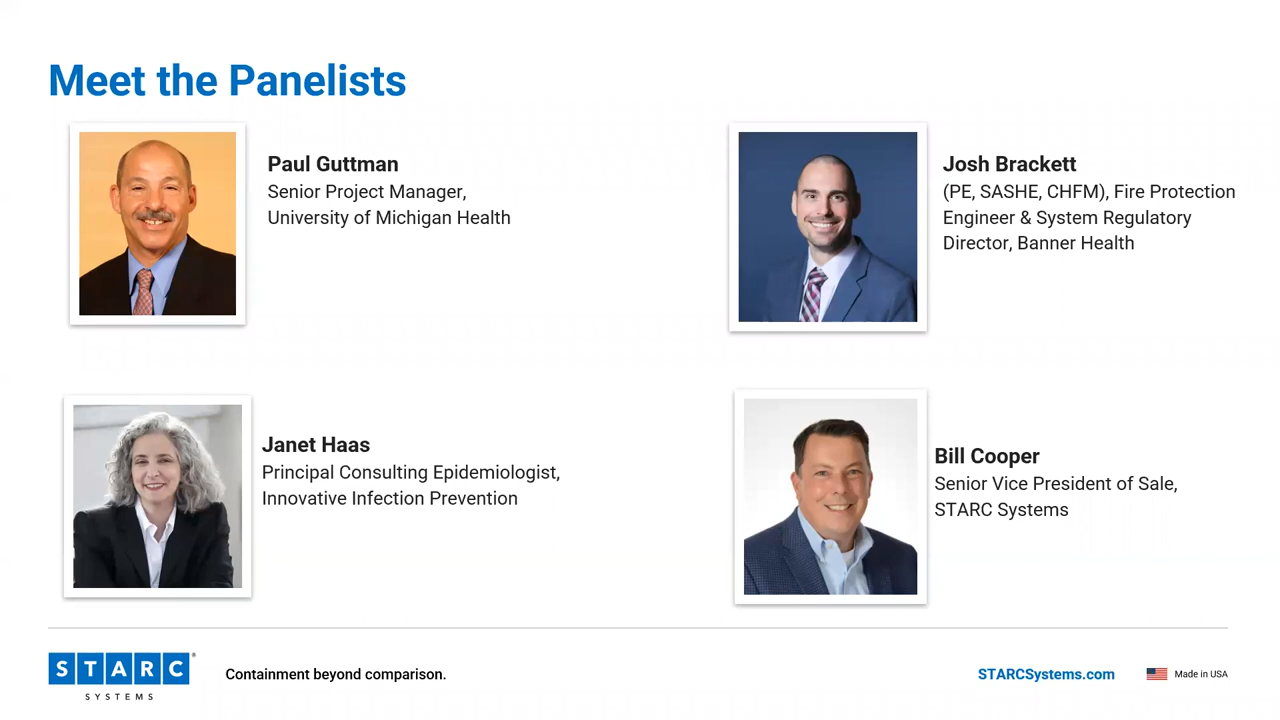 Meet the Panelists
Paul Guttman
Senior Project Manager,
University of Michigan Health
Josh Brackett
(PE, SASHE, CHFM), Fire Protection
Engineer & System Regulatory
Director, Banner Health
Janet Haas
Principal Consulting Epidemiologist,
Innovative Infection Prevention
Bill Cooper
Senior Vice President of Sale,
STARC Systems
STARC®
SYSTEMS
Containment beyond comparison.
STARCSystems.com
Made in USA